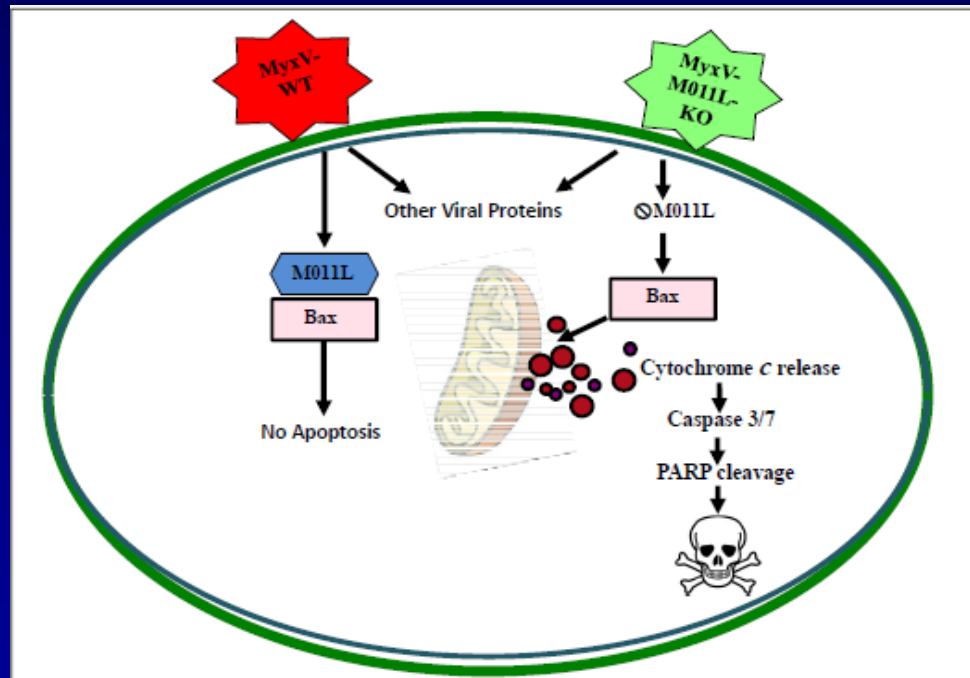 MyxV-
WT
MyxV-
M011L-
KO
Other Viral Proteins
🛇M011L
M011L
Bax
Bax
Cytochrome c release
Caspase 3/7
No Apoptosis
PARP cleavage